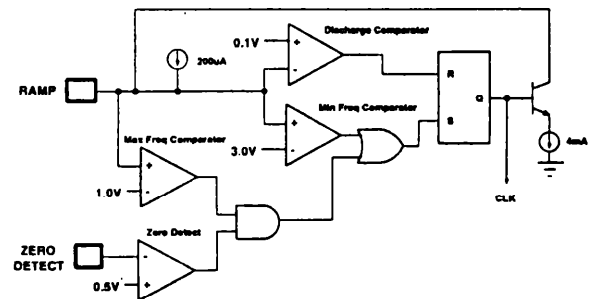 Discharge Comparator
0.1V
+
-
200uA
RAMP
R
Q
S
Min Freq Comparator
+
-
3.0V
4mA
Max Freq Comparator
+
-
1.0V
CLK
Zero Detect
ZERO
DETECT
-
+
0.5V